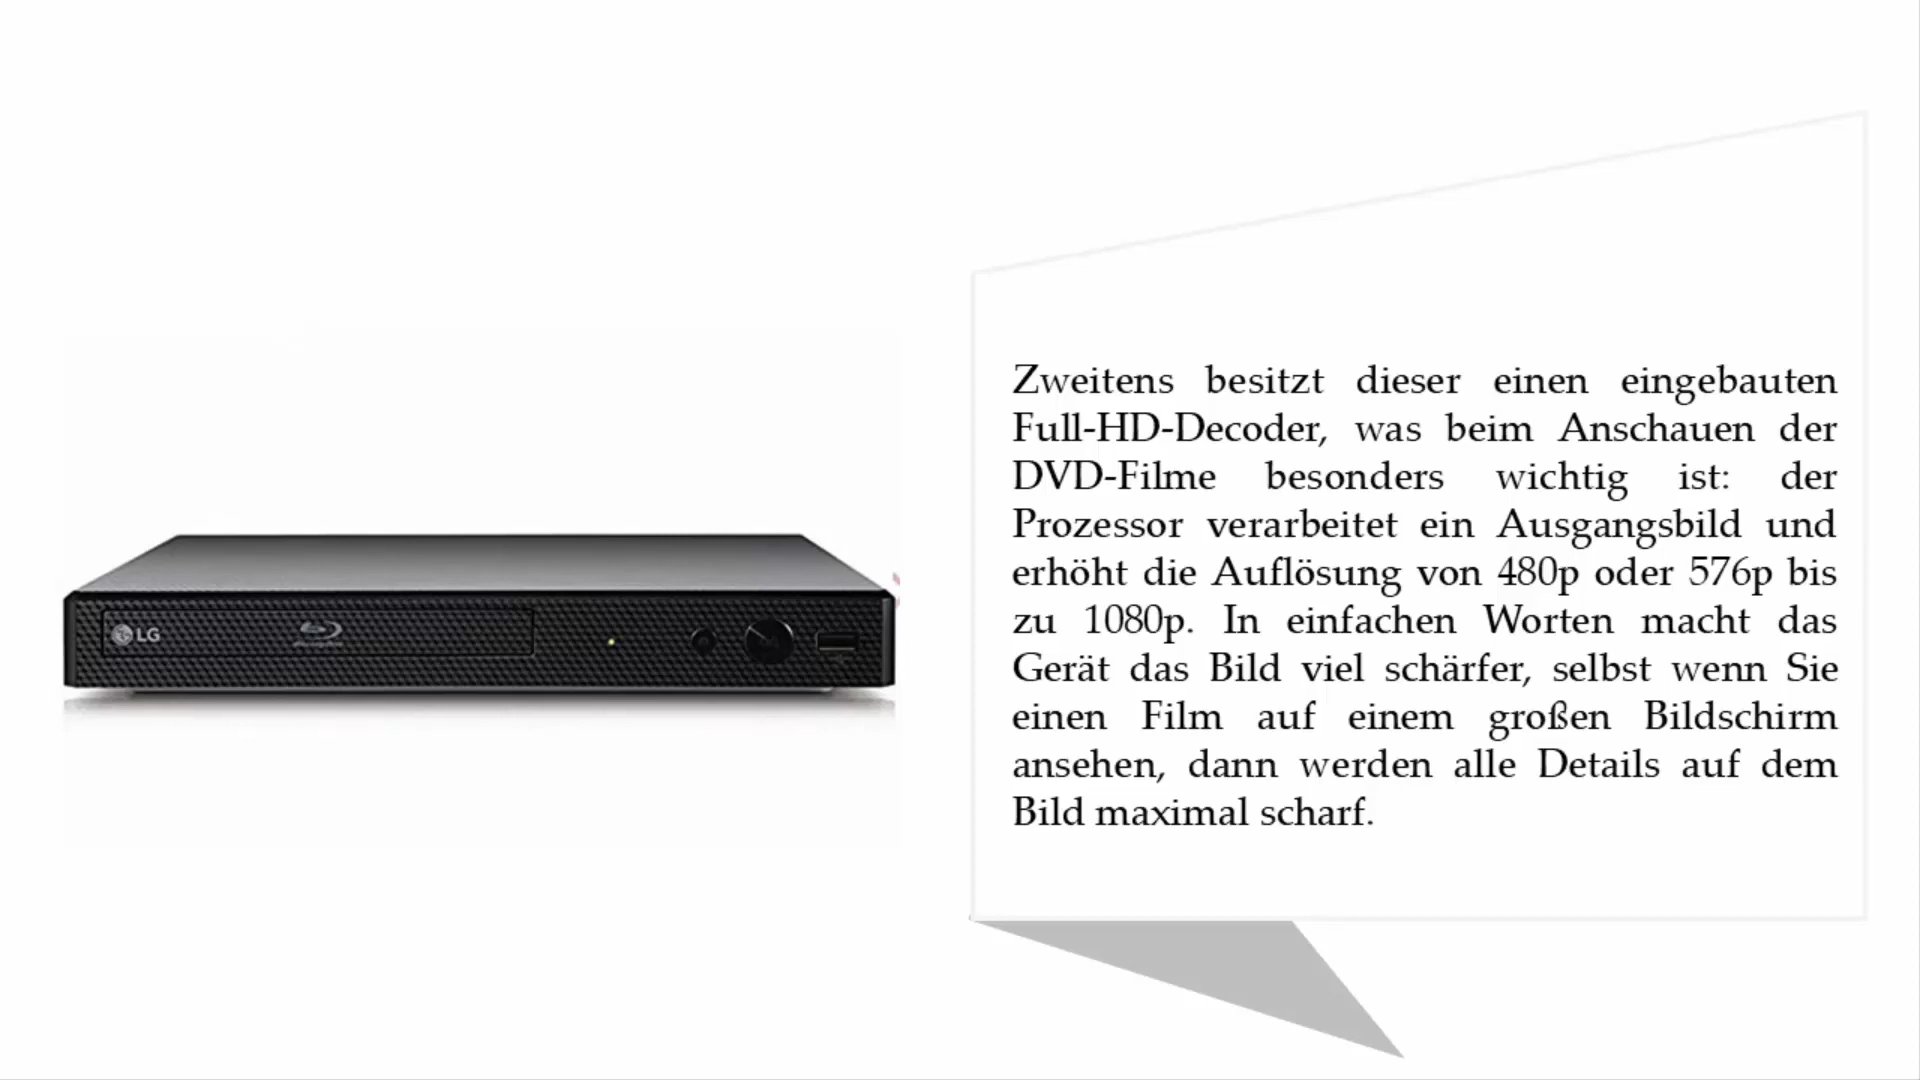 LG
Zweitens besitzt dieser einen eingebauten
Full-HD-Decoder, was beim Anschauen der
DVD-Filme besonders wichtig ist: der
Prozessor verarbeitet ein Ausgangsbild und
erhöht die Auflösung von 480p oder 576p bis
zu 1080p. In einfachen Worten macht das
Gerät das Bild viel schärfer, selbst wenn Sie
einen Film auf einem großen Bildschirm
ansehen, dann werden alle Details auf dem
Bild maximal scharf.